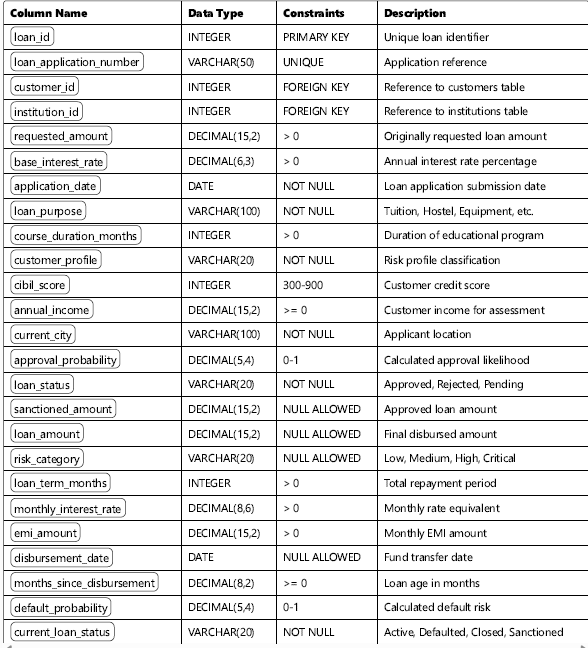 Column Name Data Type Constraints Description
loan_id INTEGER PRIMARY KEY Unique loan identifier
loan_application_number VARCHAR(50) UNIQUE Application reference
customer_id INTEGER FOREIGN KEY Reference to customers table
institution_id INTEGER FOREIGN KEY Reference to institutions table
requested_amount DECIMAL(15,2) > 0 Originally requested loan amount
base_interest_rate DECIMAL(6,3) > 0 Annual interest rate percentage
application_date DATE NOT NULL Loan application submission date
loan_purpose VARCHAR(100) NOT NULL Tuition, Hostel, Equipment, etc.
course_duration_months INTEGER > 0 Duration of educational program
customer_profile VARCHAR(20) NOT NULL Risk profile classification
cibil_score INTEGER 300-900 Customer credit score
annual_income DECIMAL(15,2) >= 0 Customer income for assessment
current_city VARCHAR(100) NOT NULL Applicant location
approval_probability DECIMAL(5,4) 0-1 Calculated approval likelihood
loan_status VARCHAR(20) NOT NULL Approved, Rejected, Pending
sanctioned_amount DECIMAL(15,2) NULL ALLOWED Approved loan amount
loan_amount DECIMAL(15,2) NULL ALLOWED Final disbursed amount
risk_category VARCHAR(20) NULL ALLOWED Low, Medium, High, Critical
loan_term_months INTEGER > 0 Total repayment period
monthly_interest_rate DECIMAL(8,6) > 0 Monthly rate equivalent
emi_amount DECIMAL(15,2) > 0 Monthly EMI amount
disbursement_date DATE NULL ALLOWED Fund transfer date
months_since_disbursement DECIMAL(8,2) >= 0 Loan age in months
default_probability DECIMAL(5,4) 0-1 Calculated default risk
current_loan_status VARCHAR(20) NOT NULL Active, Defaulted, Closed, Sanctioned